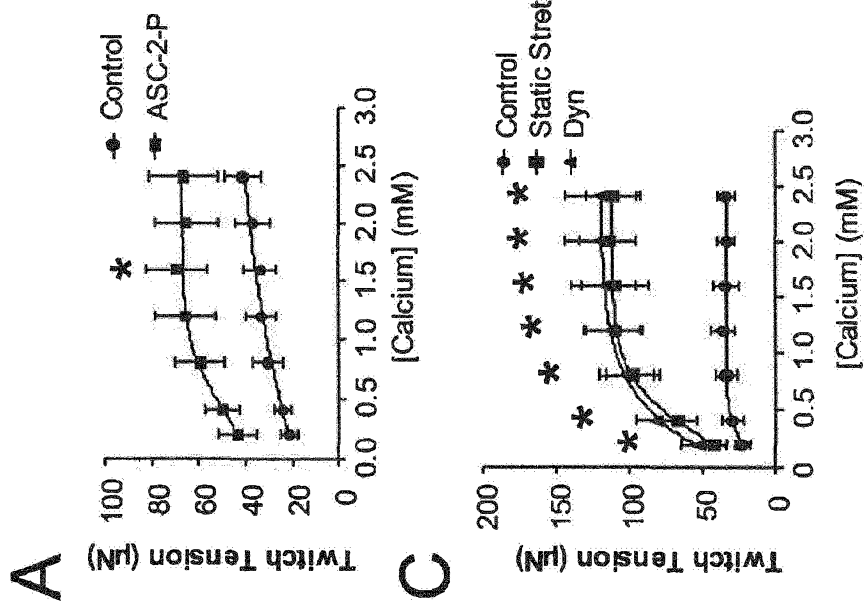 A
Control
ASC-2-P
*
Twitch Tension (µN)
100
80
60
40
20
0
0.0 0.5 1.0 1.5 2.0 2.5 3.0
[Calcium] (mM)
C
Control
Static Stret
Dyn
* * * * * * *
Twitch Tension (µN)
200
150
100
50
0
0 0.5 1.0 1.5 2.0 2.5 3.0
[Calcium] (mM)